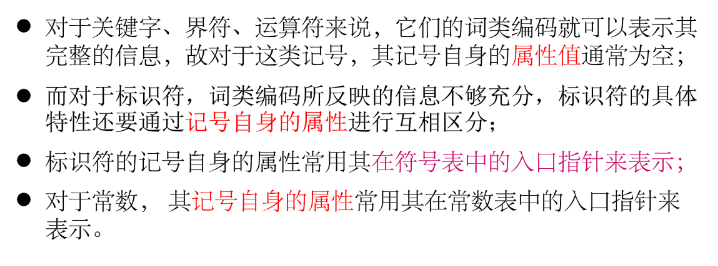 ● 对于关键字、界符、运算符来说，它们的词类编码就可以表示其
完整的信息，故对于这类记号，其记号自身的属性值通常为空；
● 而对于标识符，词类编码所反映的信息不够充分，标识符的具体
特性还要通过记号自身的属性进行互相区分；
● 标识符的记号自身的属性常用其在符号表中的入口指针来表示；
● 对于常数， 其记号自身的属性常用其在常数表中的入口指针来
表示。